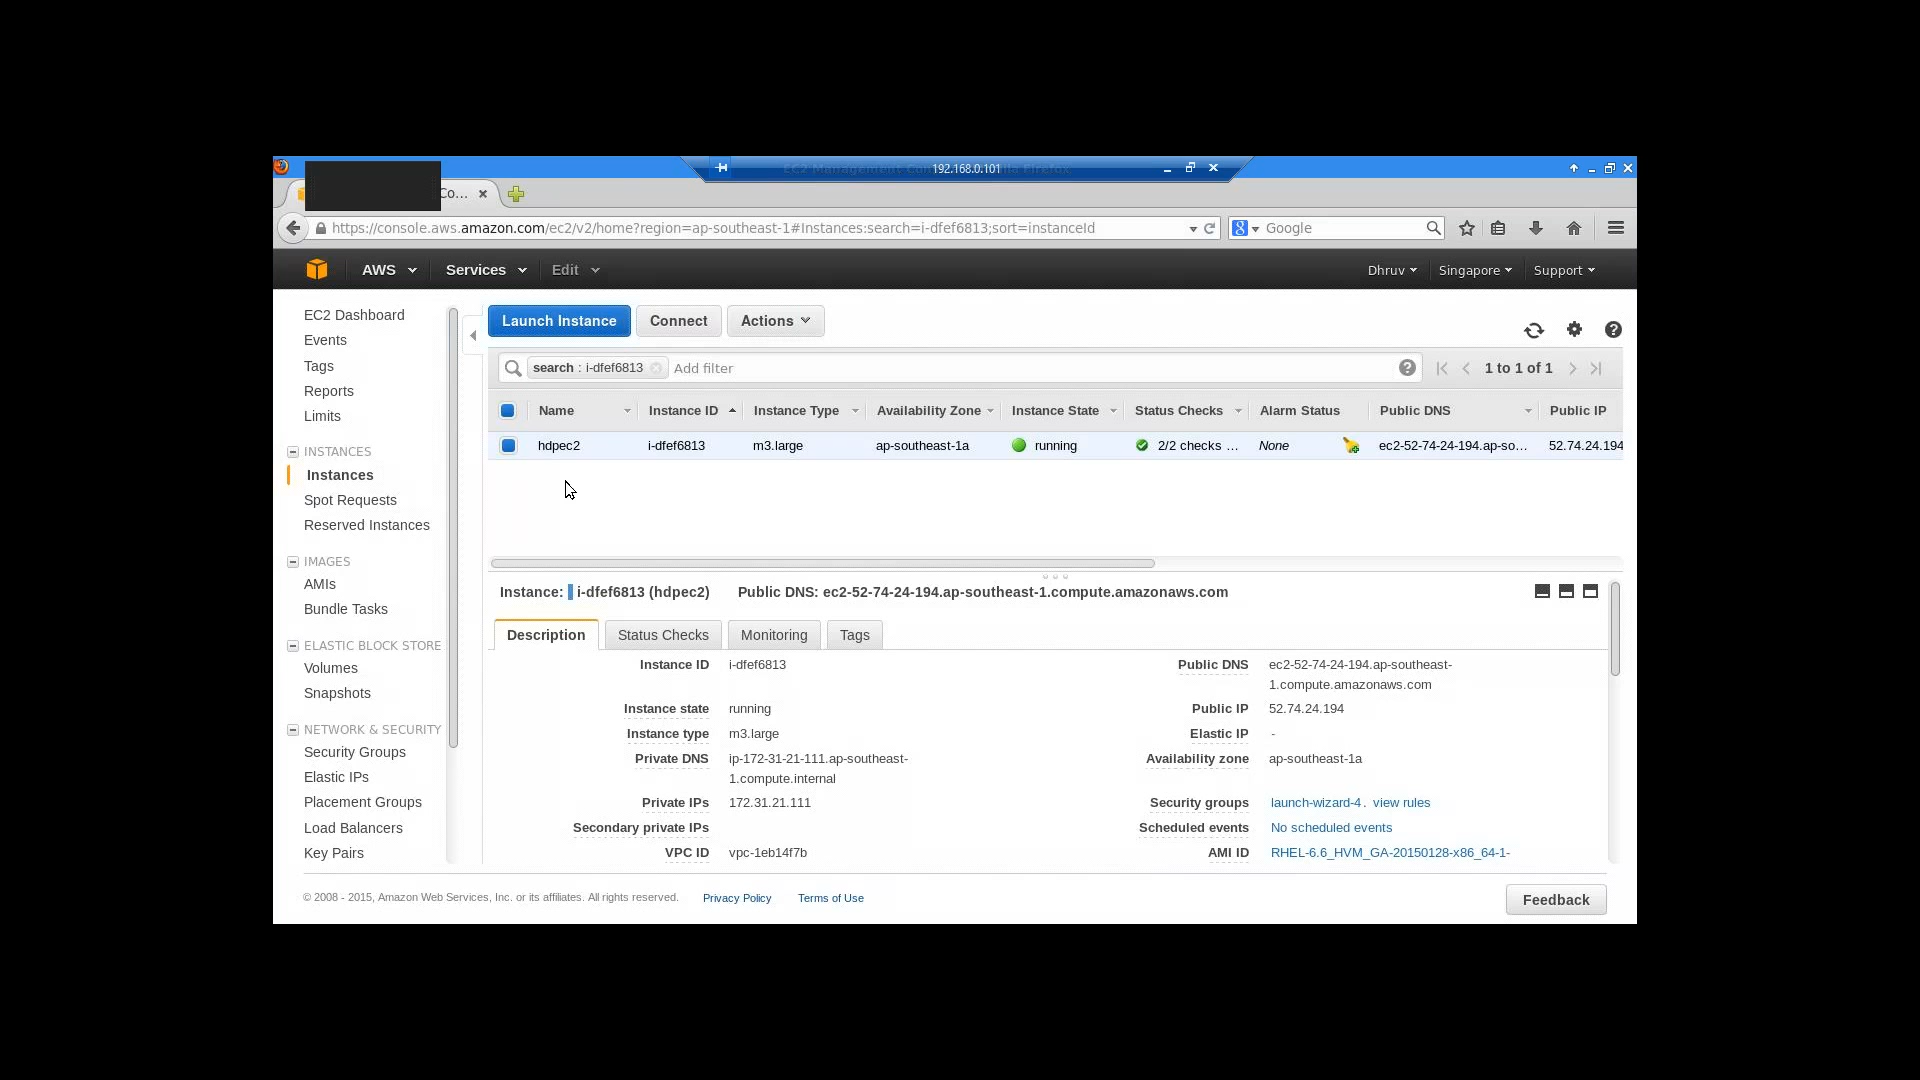 192.168.0.101
Co...
https://console.aws.amazon.com/ec2/v2/home?region=ap-southeast-1#Instances:search=i-dfef6813;sort=instanceId
Google
AWS Services Edit Dhruv Singapore Support
EC2 Dashboard
Events
Tags
Reports
Limits
INSTANCES
Instances
Spot Requests
Reserved Instances
IMAGES
AMIs
Bundle Tasks
ELASTIC BLOCK STORE
Volumes
Snapshots
NETWORK & SECURITY
Security Groups
Elastic IPs
Placement Groups
Load Balancers
Key Pairs
Launch Instance Connect Actions
search : i-dfef6813 Add filter 1 to 1 of 1
Name Instance ID Instance Type Availability Zone Instance State Status Checks Alarm Status Public DNS Public IP
hdpec2 i-dfef6813 m3.large ap-southeast-1a running 2/2 checks ... None ec2-52-74-24-194.ap-so... 52.74.24.194
Instance: i-dfef6813 (hdpec2) Public DNS: ec2-52-74-24-194.ap-southeast-1.compute.amazonaws.com
Description Status Checks Monitoring Tags
Instance ID i-dfef6813 Public DNS ec2-52-74-24-194.ap-southeast-
1.compute.amazonaws.com
Instance state running Public IP 52.74.24.194
Instance type m3.large Elastic IP -
Private DNS ip-172-31-21-111.ap-southeast- Availability zone ap-southeast-1a
1.compute.internal
Private IPs 172.31.21.111 Security groups launch-wizard-4 . view rules
Secondary private IPs Scheduled events No scheduled events
VPC ID vpc-1eb14f7b AMI ID RHEL-6.6_HVM_GA-20150128-x86_64-1-
© 2008 - 2015, Amazon Web Services, Inc. or its affiliates. All rights reserved. Privacy Policy Terms of Use Feedback